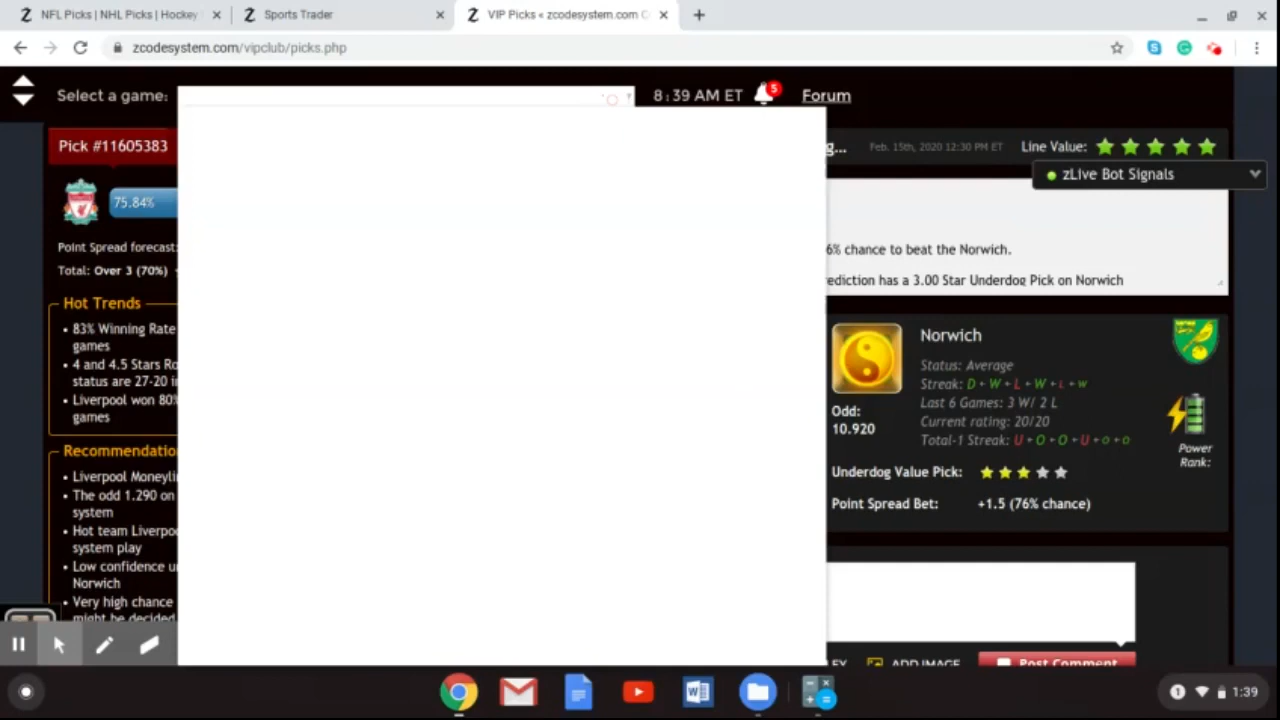 NFL Picks | NHL Picks | Hockey
Sports Trader
VIP Picks « zcodesystem.com
zcodesystem.com/vipclub/picks.php
Select a game:
8:39 AM ET
5
Forum
Pick #11605383
g...
Feb. 15th, 2020 12:30 PM ET
Line Value:
zLive Bot Signals
75.84%
6% chance to beat the Norwich.
Point Spread forecast:
Total: Over 3 (70%)
ediction has a 3.00 Star Underdog Pick on Norwich
Hot Trends
83% Winning Rate
games
4 and 4.5 Stars
status are 27-20
Liverpool won 80%
games
Norwich
Status: Average
Streak: D - W - L - W - L - W
Last 6 Games: 3 W/ 2 L
Current rating: 20/20
Total-1 Streak: U - O - O - U - O - O
Odd:
10.920
Power
Rank:
Underdog Value Pick:
Point Spread Bet: +1.5 (76% chance)
Recommendatio
Liverpool Moneyli
The odd 1.290 on
system
Hot team Liverpo
system play
Low confidence
Norwich
Very high chance
might be decided
EY
ADD IMAGE
Post Comment
1
1:39